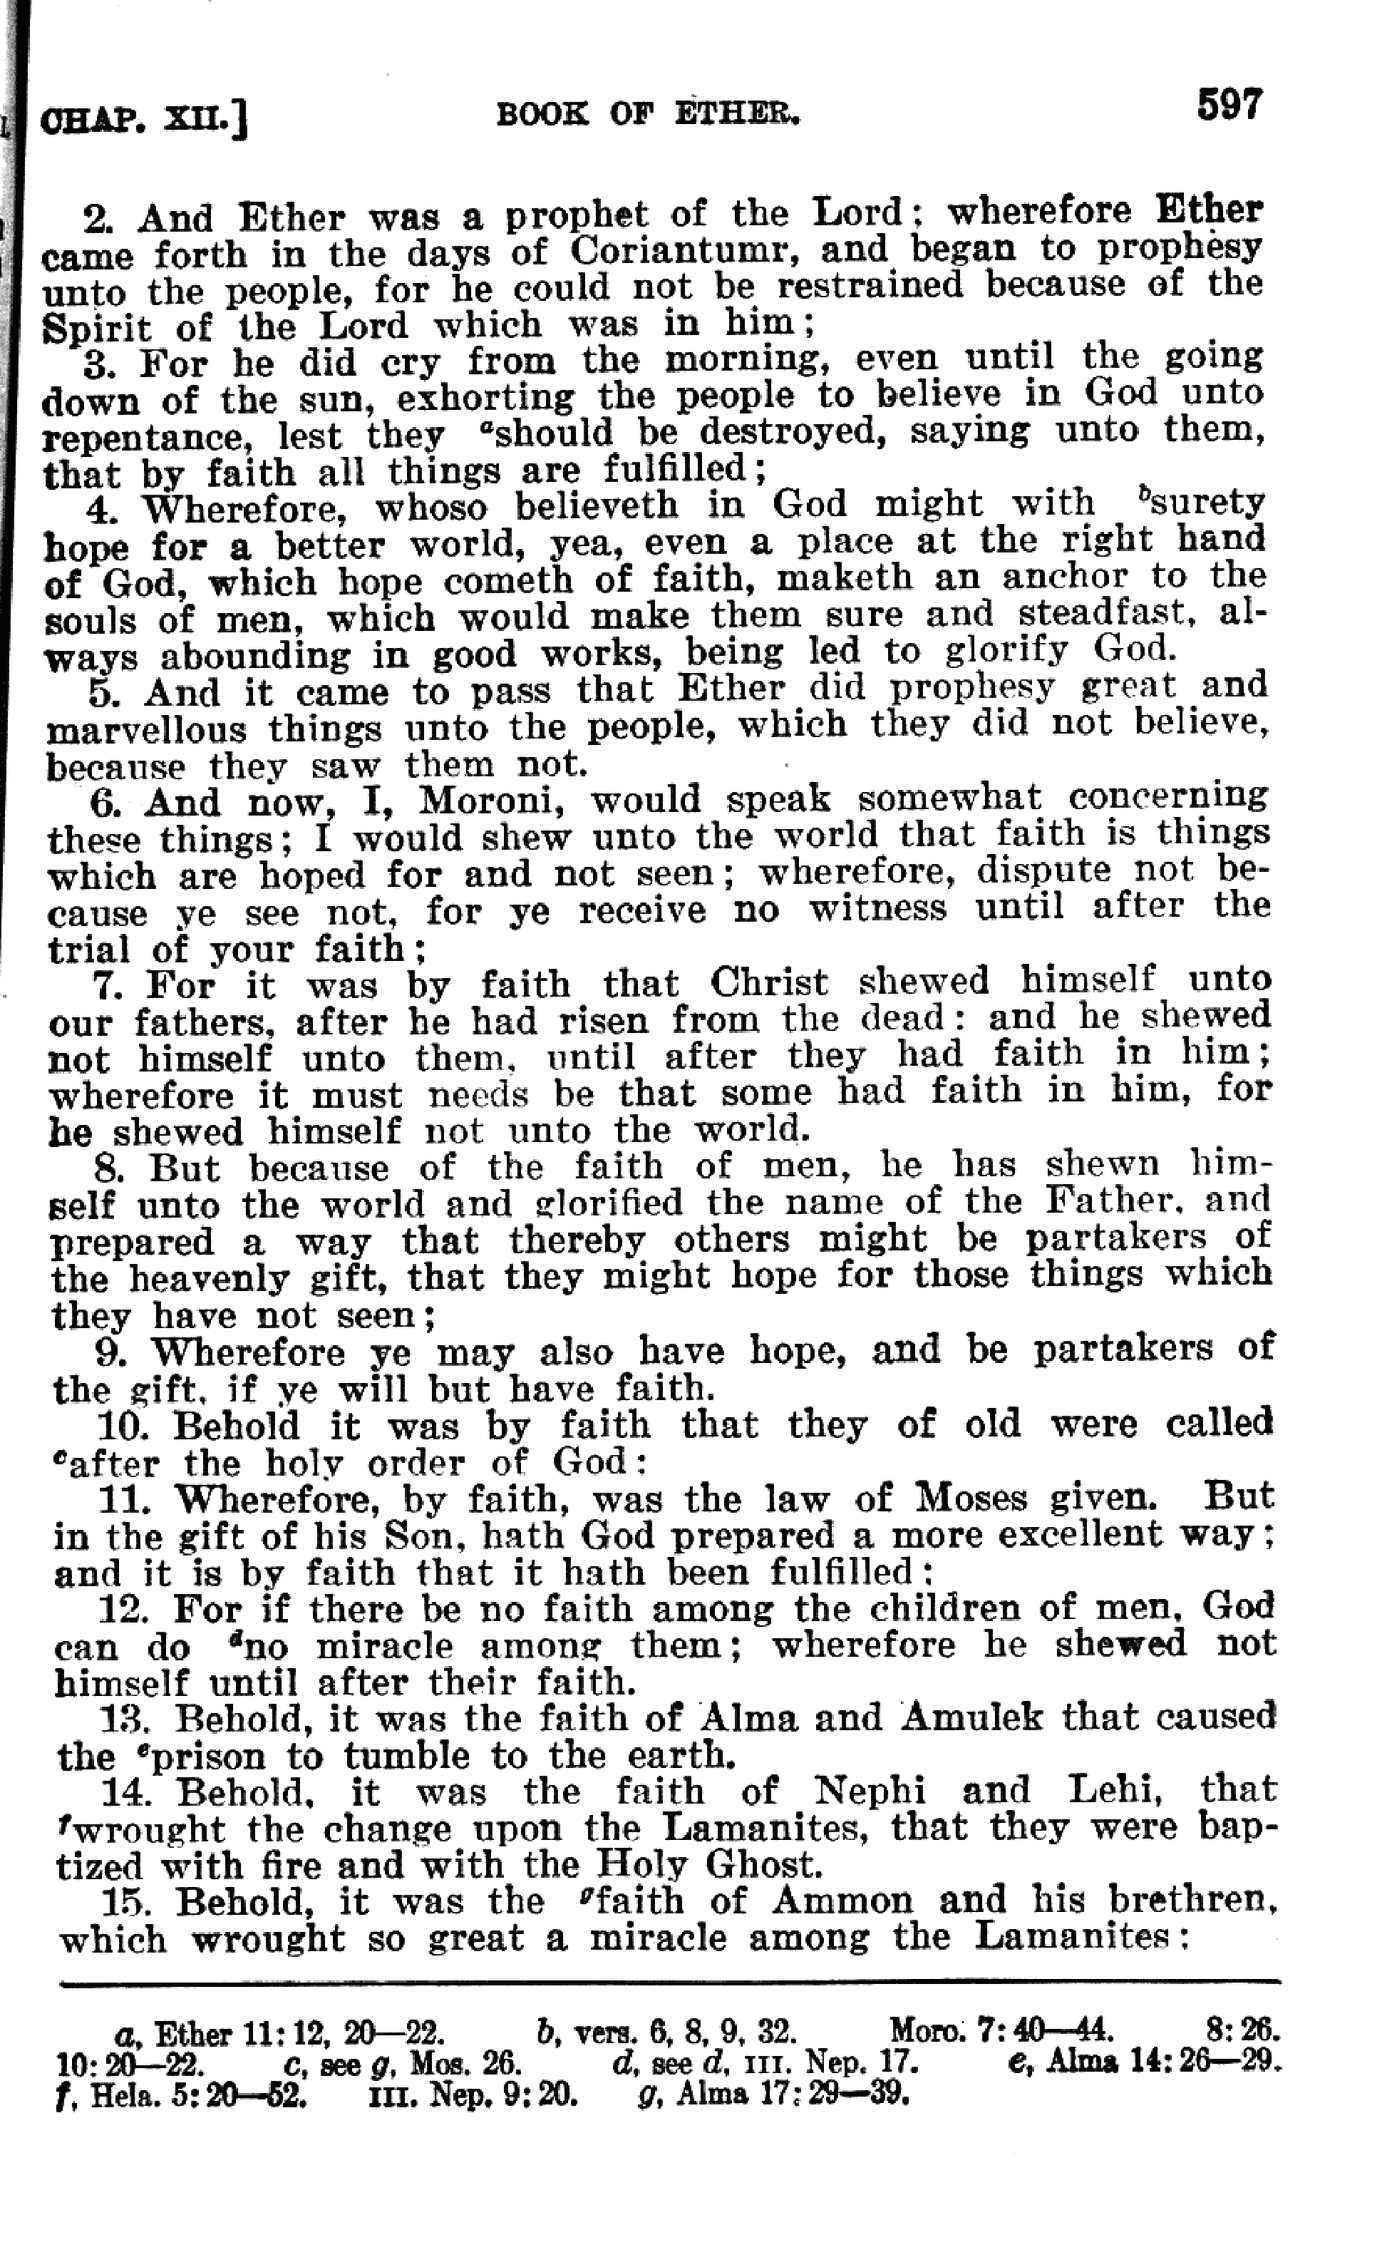 CHAP. XII.] BOOK OF ETHER. 597
2. And Ether was a prophet of the Lord; wherefore Ether
came forth in the days of Coriantumr, and began to prophesy
unto the people, for he could not be restrained because of the
Spirit of the Lord which was in him;
3. For he did cry from the morning, even until the going
down of the sun, exhorting the people to believe in God unto
repentance, lest they ᵃshould be destroyed, saying unto them,
that by faith all things are fulfilled;
4. Wherefore, whoso believeth in God might with ᵇsurety
hope for a better world, yea, even a place at the right hand
of God, which hope cometh of faith, maketh an anchor to the
souls of men, which would make them sure and steadfast, al-
ways abounding in good works, being led to glorify God.
5. And it came to pass that Ether did prophesy great and
marvellous things unto the people, which they did not believe,
because they saw them not.
6. And now, I, Moroni, would speak somewhat concerning
these things; I would shew unto the world that faith is things
which are hoped for and not seen; wherefore, dispute not be-
cause ye see not, for ye receive no witness until after the
trial of your faith;
7. For it was by faith that Christ shewed himself unto
our fathers, after he had risen from the dead: and he shewed
not himself unto them, until after they had faith in him;
wherefore it must needs be that some had faith in him, for
he shewed himself not unto the world.
8. But because of the faith of men, he has shewn him-
self unto the world and glorified the name of the Father, and
prepared a way that thereby others might be partakers of
the heavenly gift, that they might hope for those things which
they have not seen;
9. Wherefore ye may also have hope, and be partakers of
the gift, if ye will but have faith.
10. Behold it was by faith that they of old were called
ᶜafter the holy order of God:
11. Wherefore, by faith, was the law of Moses given. But
in the gift of his Son, hath God prepared a more excellent way;
and it is by faith that it hath been fulfilled;
12. For if there be no faith among the children of men, God
can do ᵈno miracle among them; wherefore he shewed not
himself until after their faith.
13. Behold, it was the faith of Alma and Amulek that caused
the ᵉprison to tumble to the earth.
14. Behold, it was the faith of Nephi and Lehi, that
ᶠwrought the change upon the Lamanites, that they were bap-
tized with fire and with the Holy Ghost.
15. Behold, it was the ᵍfaith of Ammon and his brethren,
which wrought so great a miracle among the Lamanites:
a, Ether 11: 12, 20—22. b, vers. 6, 8, 9, 32. Moro. 7: 40—44. 8: 26.
10: 20—22. c, see g, Mos. 26. d, see d, III. Nep. 17. e, Alma 14: 26—29.
f, Hela. 5: 20—52. III. Nep. 9: 20. g, Alma 17: 29—39.